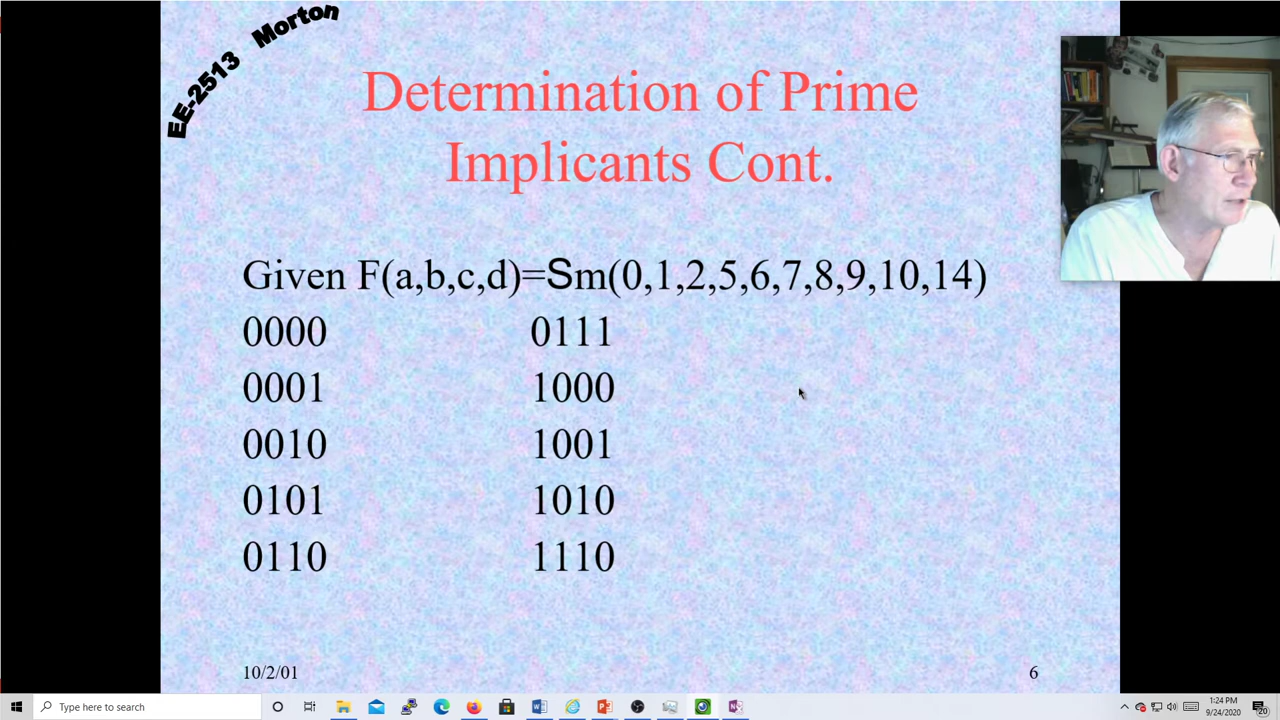 EE-2513 Morton
Determination of Prime
Implicants Cont.
Given F(a,b,c,d)=Sm(0,1,2,5,6,7,8,9,10,14)
0000 0111
0001 1000
0010 1001
0101 1010
0110 1110
10/2/01 6
Type here to search
1:24 PM
9/24/2020
20